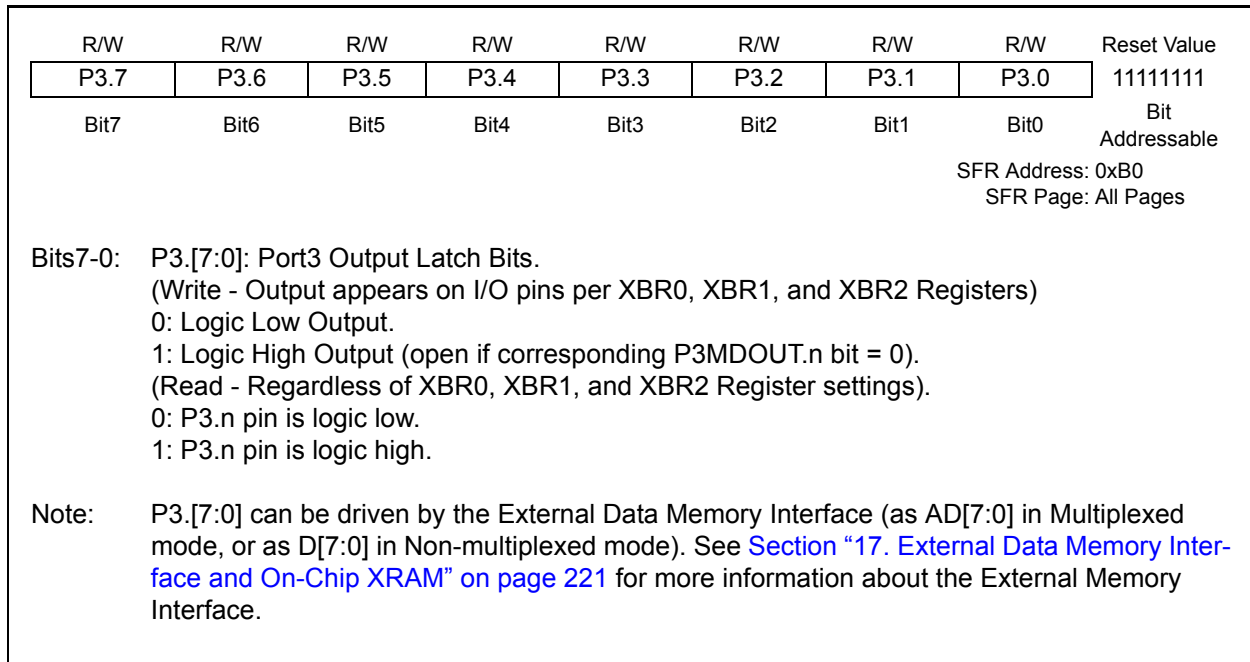 R/W R/W R/W R/W R/W R/W R/W R/W Reset Value
P3.7 P3.6 P3.5 P3.4 P3.3 P3.2 P3.1 P3.0 11111111
Bit7 Bit6 Bit5 Bit4 Bit3 Bit2 Bit1 Bit0 Bit
Addressable
SFR Address: 0xB0
SFR Page: All Pages
Bits7-0: P3.[7:0]: Port3 Output Latch Bits.
(Write - Output appears on I/O pins per XBR0, XBR1, and XBR2 Registers)
0: Logic Low Output.
1: Logic High Output (open if corresponding P3MDOUT.n bit = 0).
(Read - Regardless of XBR0, XBR1, and XBR2 Register settings).
0: P3.n pin is logic low.
1: P3.n pin is logic high.
Note: P3.[7:0] can be driven by the External Data Memory Interface (as AD[7:0] in Multiplexed
mode, or as D[7:0] in Non-multiplexed mode). See Section “17. External Data Memory Inter-
face and On-Chip XRAM” on page 221 for more information about the External Memory
Interface.